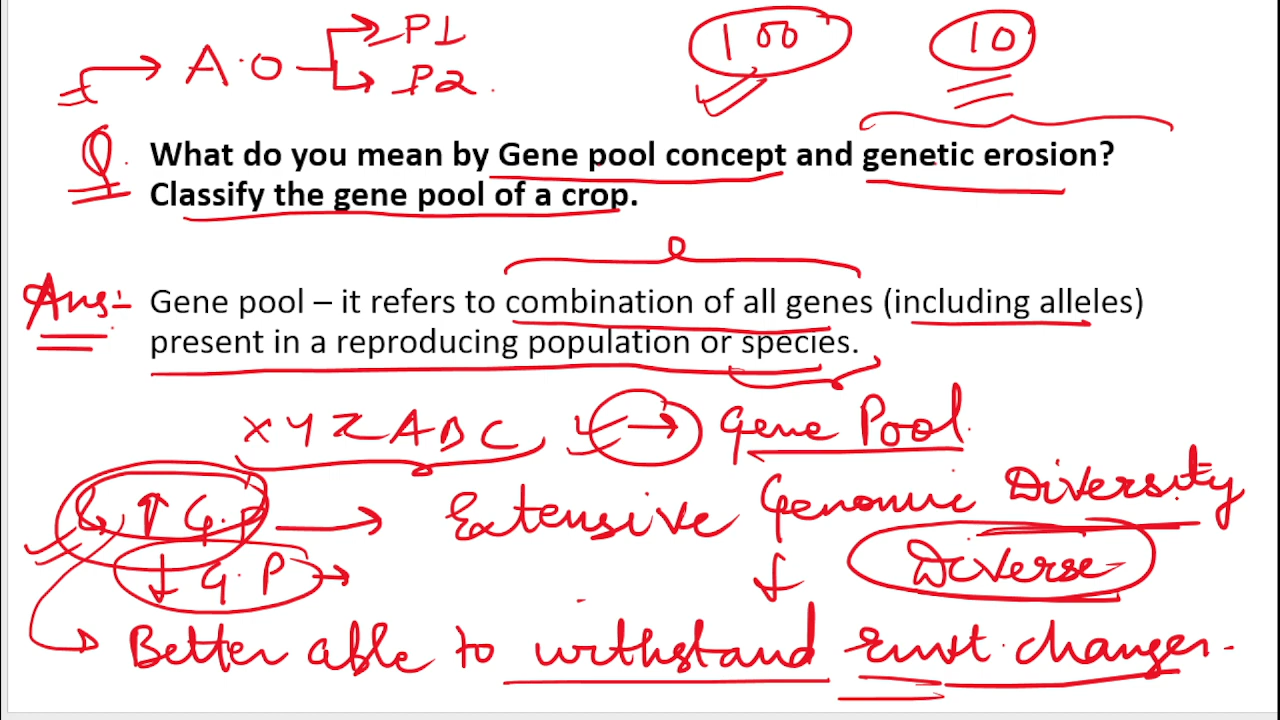 → A.O → P1
→ P2
100
10
Q. What do you mean by Gene pool concept and genetic erosion?
Classify the gene pool of a crop.
Ans:- Gene pool – it refers to combination of all genes (including alleles)
present in a reproducing population or species.
XYZABC → Gene Pool
↑ G.P → Extensive Genomic Diversity
↓ G.P → Diverse
Better able to withstand changes.